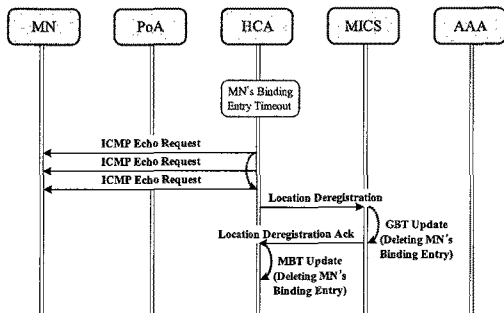 MN PoA HCA MICS AAA
MN's Binding
Entry Timeout
ICMP Echo Request
ICMP Echo Request
ICMP Echo Request
Location Deregistration
GBT Update
(Deleting MN's
Binding Entry)
Location Deregistration Ack
MBT Update
(Deleting MN's
Binding Entry)